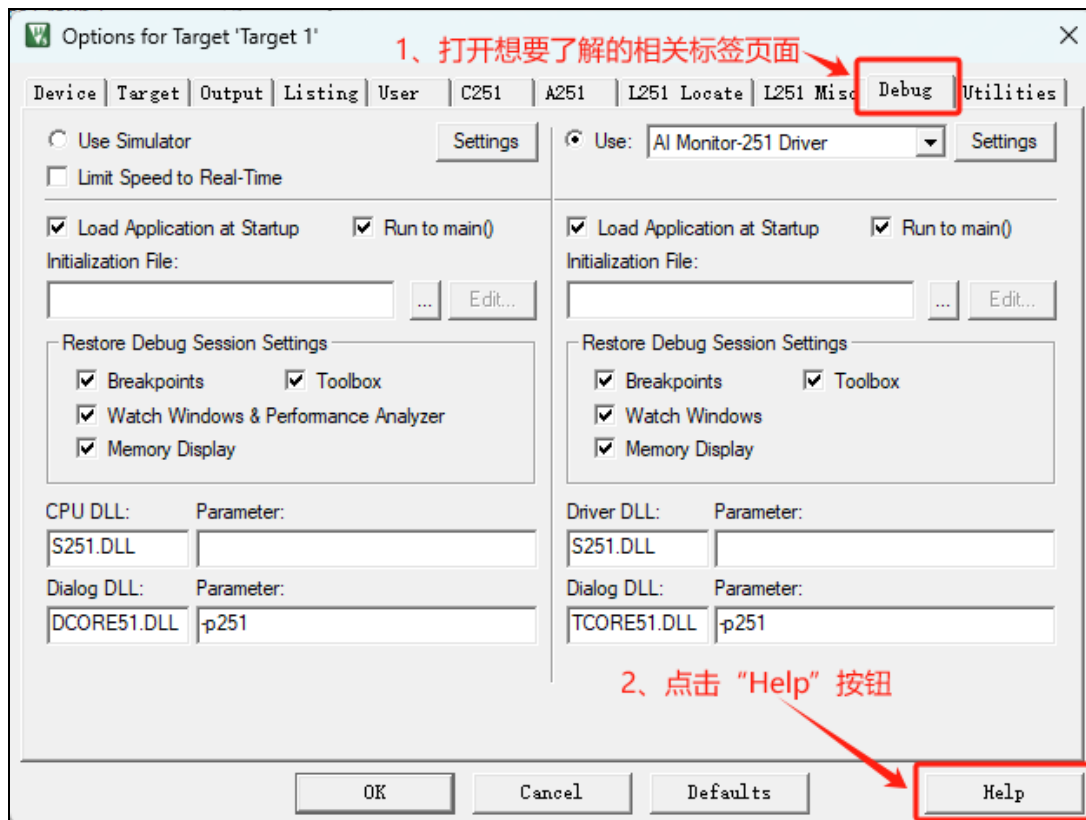 Options for Target 'Target 1'
1、打开想要了解的相关标签页面
Device Target Output Listing User C251 A251 L251 Locate L251 Misc Debug Utilities
Use Simulator Settings Use: AI Monitor-251 Driver Settings
Limit Speed to Real-Time
Load Application at Startup Run to main() Load Application at Startup Run to main()
Initialization File: Initialization File:
... Edit... ... Edit...
Restore Debug Session Settings Restore Debug Session Settings
Breakpoints Toolbox Breakpoints Toolbox
Watch Windows & Performance Analyzer Watch Windows
Memory Display Memory Display
CPU DLL: Parameter: Driver DLL: Parameter:
S251.DLL S251.DLL
Dialog DLL: Parameter: Dialog DLL: Parameter:
DCORE51.DLL -p251 TCORE51.DLL -p251
2、点击“Help”按钮
OK Cancel Defaults Help